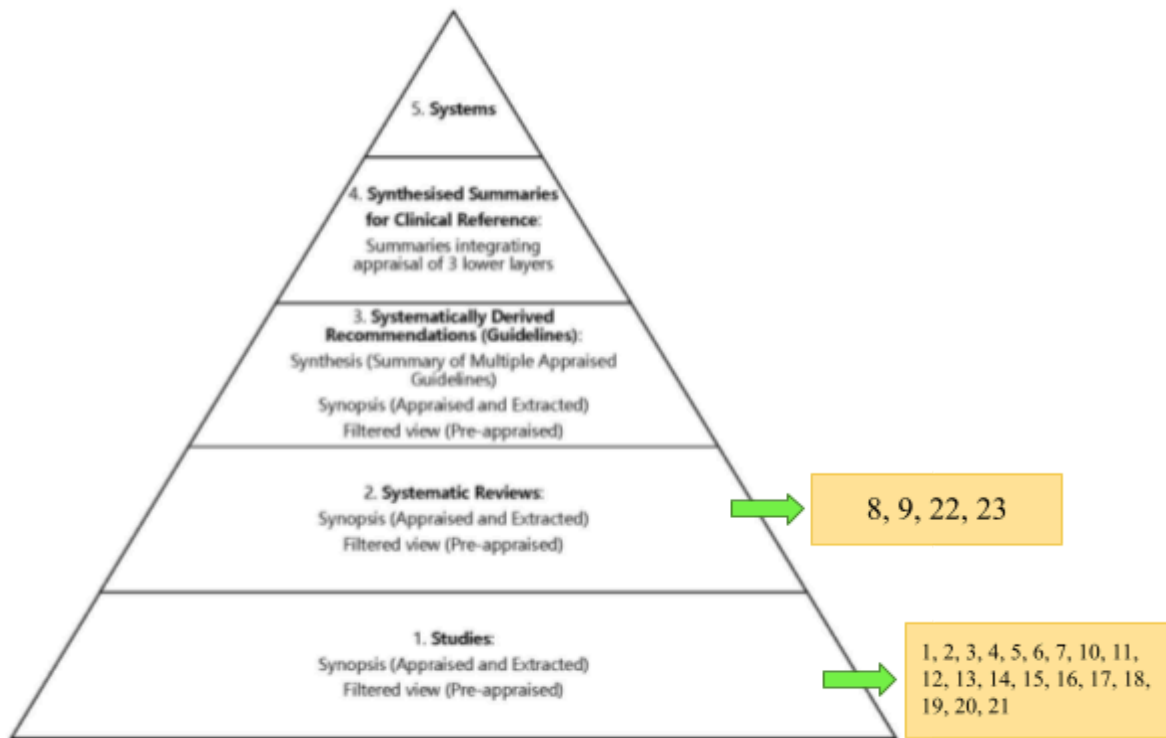 5. Systems
4. Synthesised Summaries
for Clinical Reference:
Summaries integrating
appraisal of 3 lower layers
3. Systematically Derived
Recommendations (Guidelines):
Synthesis (Summary of Multiple Appraised
Guidelines)
Synopsis (Appraised and Extracted)
Filtered view (Pre-appraised)
2. Systematic Reviews:
Synopsis (Appraised and Extracted)
Filtered view (Pre-appraised)
8, 9, 22, 23
1. Studies:
Synopsis (Appraised and Extracted)
Filtered view (Pre-appraised)
1, 2, 3, 4, 5, 6, 7, 10, 11,
12, 13, 14, 15, 16, 17, 18,
19, 20, 21